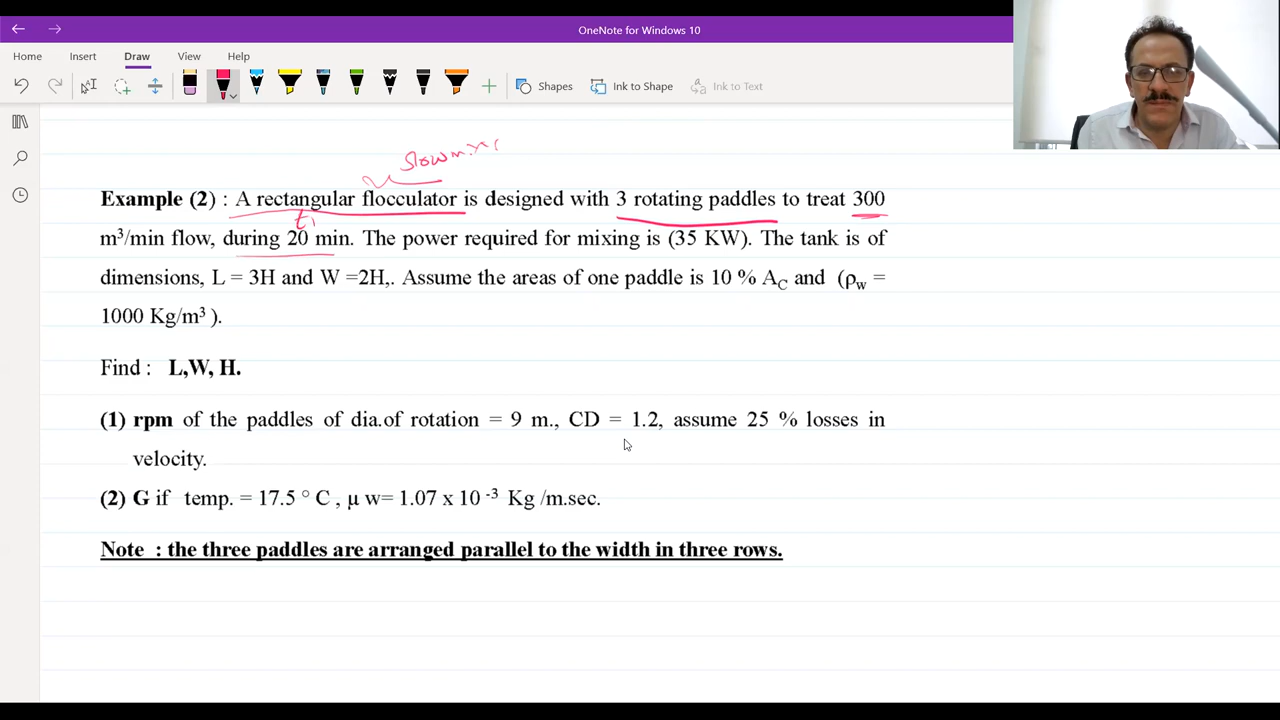 OneNote for Windows 10
Home Insert Draw View Help
Shapes Ink to Shape Ink to Text
Example (2) : A rectangular flocculator is designed with 3 rotating paddles to treat 300
m³/min flow, during 20 min. The power required for mixing is (35 KW). The tank is of
dimensions, L = 3H and W =2H,. Assume the areas of one paddle is 10 % A_C and (ρ_w =
1000 Kg/m³ ).
Find : L,W, H.
(1) rpm of the paddles of dia.of rotation = 9 m., CD = 1.2, assume 25 % losses in
velocity.
(2) G if temp. = 17.5 ° C , μ w= 1.07 x 10 ⁻³ Kg /m.sec.
Note : the three paddles are arranged parallel to the width in three rows.